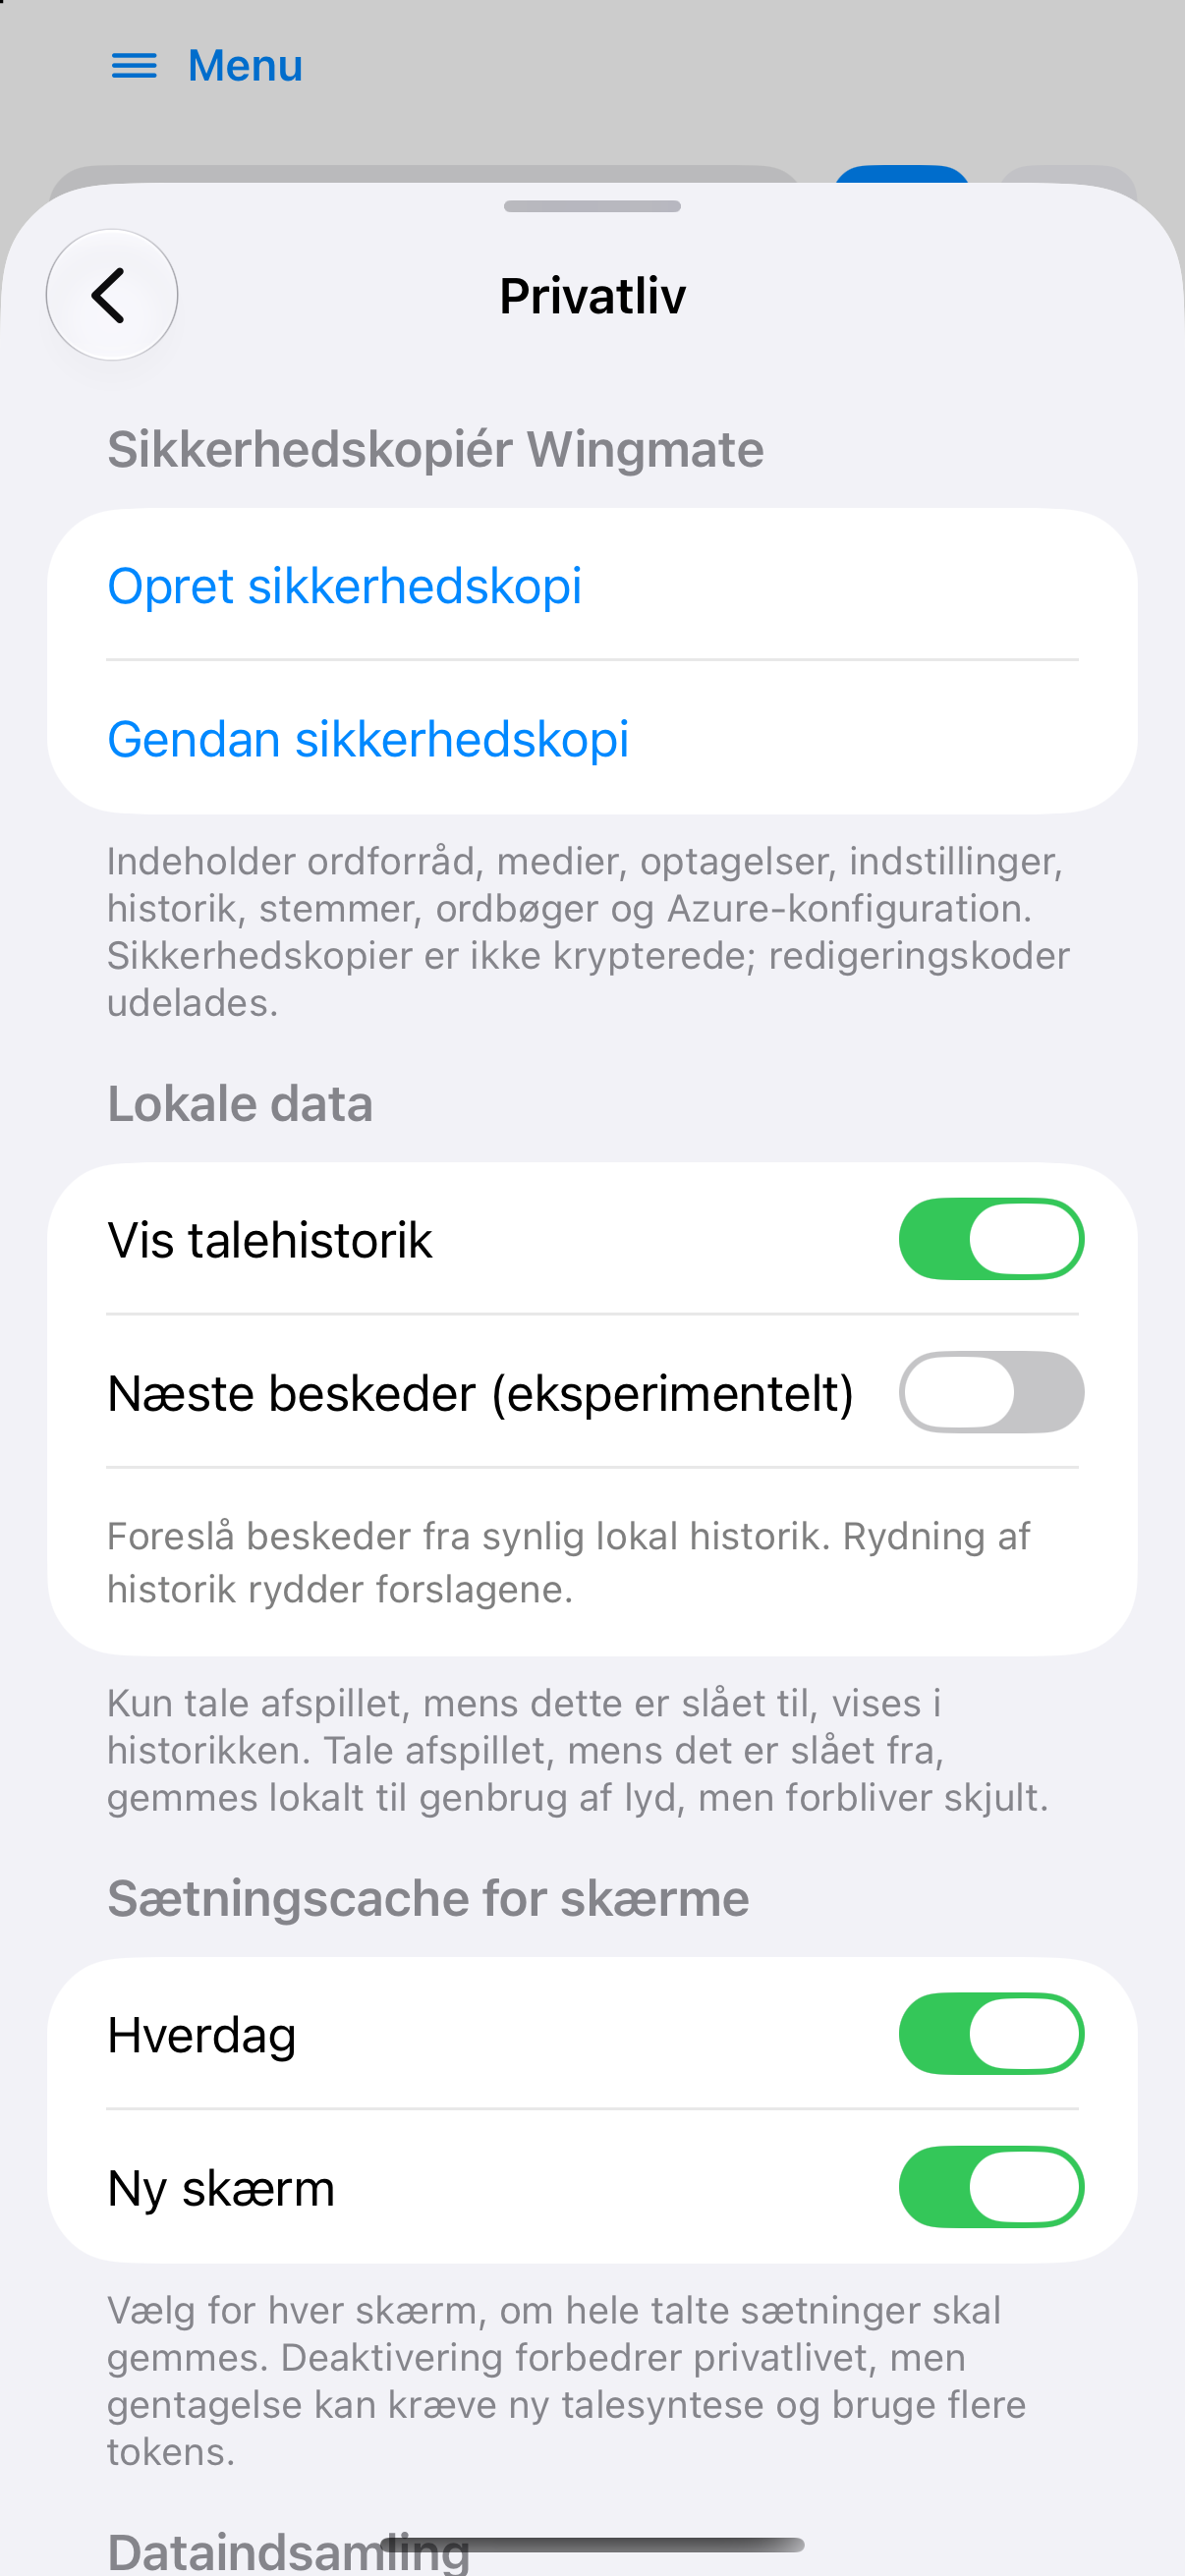 Menu
Privatliv
Sikkerhedskopiér Wingmate
Opret sikkerhedskopi
Gendan sikkerhedskopi
Indeholder ordforråd, medier, optagelser, indstillinger,
historik, stemmer, ordbøger og Azure-konfiguration.
Sikkerhedskopier er ikke krypterede; redigeringskoder
udelades.
Lokale data
Vis talehistorik
Næste beskeder (eksperimentelt)
Foreslå beskeder fra synlig lokal historik. Rydning af
historik rydder forslagene.
Kun tale afspillet, mens dette er slået til, vises i
historikken. Tale afspillet, mens det er slået fra,
gemmes lokalt til genbrug af lyd, men forbliver skjult.
Sætningscache for skærme
Hverdag
Ny skærm
Vælg for hver skærm, om hele talte sætninger skal
gemmes. Deaktivering forbedrer privatlivet, men
gentagelse kan kræve ny talesyntese og bruge flere
tokens.
Dataindsamling